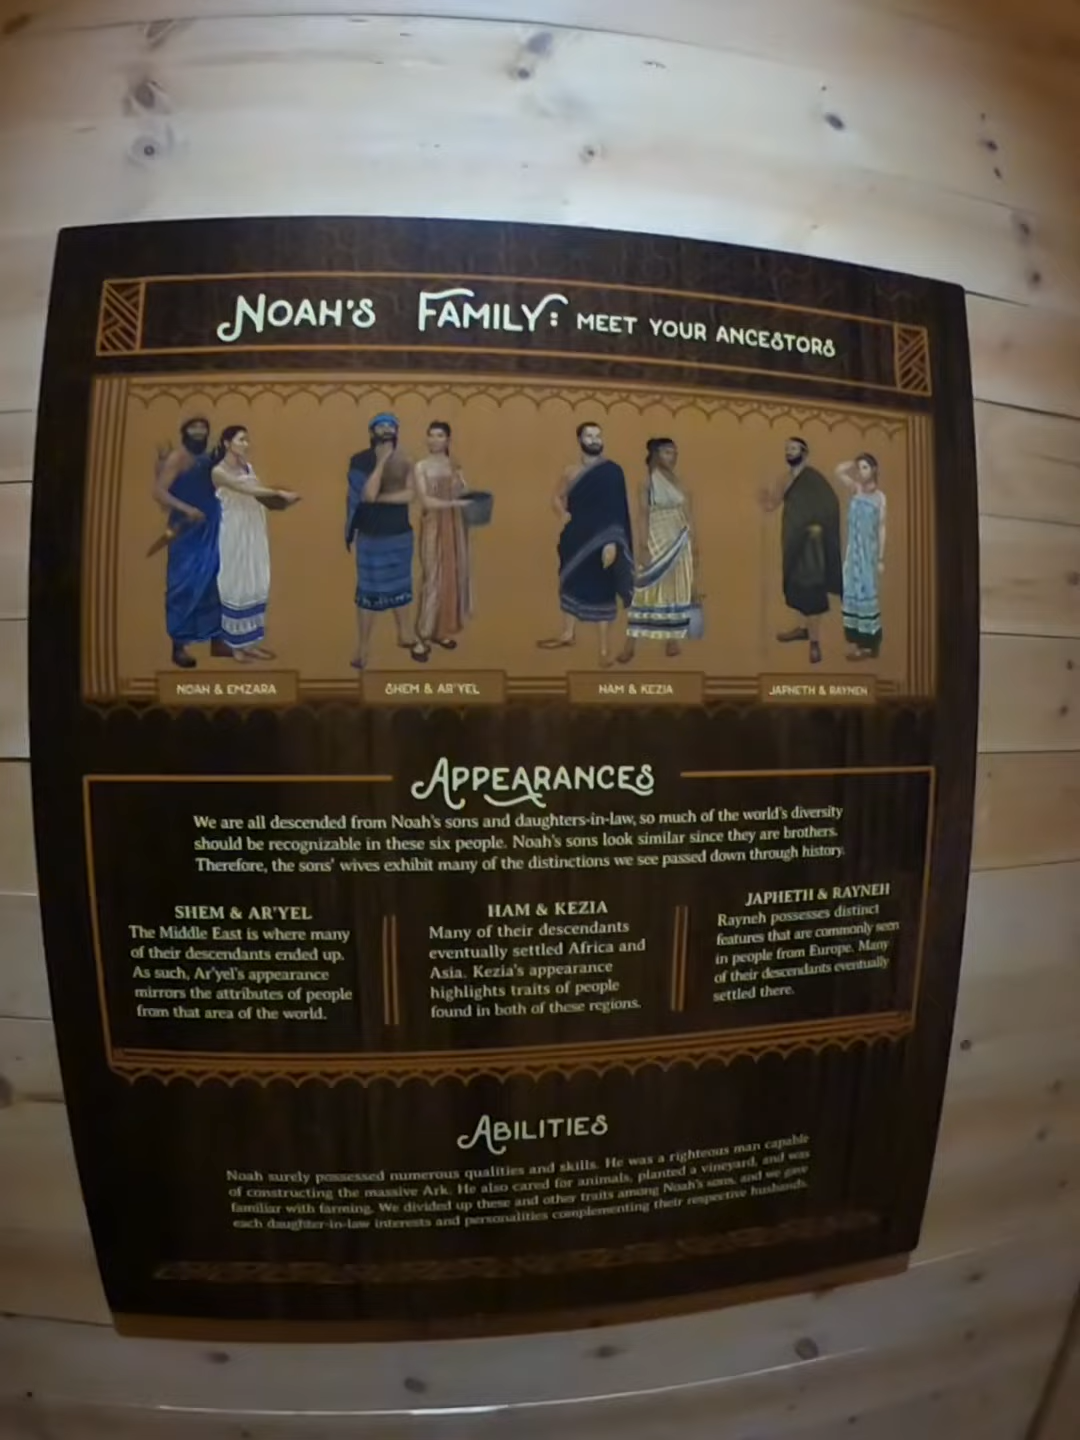 NOAH'S FAMILY: MEET YOUR ANCESTORS
NOAH & EMZARA
SHEM & AR'YEL
HAM & KEZIA
JAPHETH & RAYNEH
APPEARANCES
We are all descended from Noah's sons and daughters-in-law, so much of the world's diversity
should be recognizable in these six people. Noah's sons look similar since they are brothers.
Therefore, the sons' wives exhibit many of the distinctions we see passed down through history.
SHEM & AR'YEL
The Middle East is where many
of their descendants ended up.
As such, Ar'yel's appearance
mirrors the attributes of people
from that area of the world.
HAM & KEZIA
Many of their descendants
eventually settled Africa and
Asia. Kezia's appearance
highlights traits of people
found in both of these regions.
JAPHETH & RAYNEH
Rayneh possesses distinct
features that are commonly seen
in people from Europe. Many
of their descendants eventually
settled there.
ABILITIES
Noah surely possessed numerous qualities and skills. He was a righteous man capable
of constructing the massive Ark. He also cared for animals, planted a vineyard, and was
familiar with farming. We divided up these and other traits among Noah's sons, and we gave
each daughter-in-law interests and personalities complementing their respective husbands.